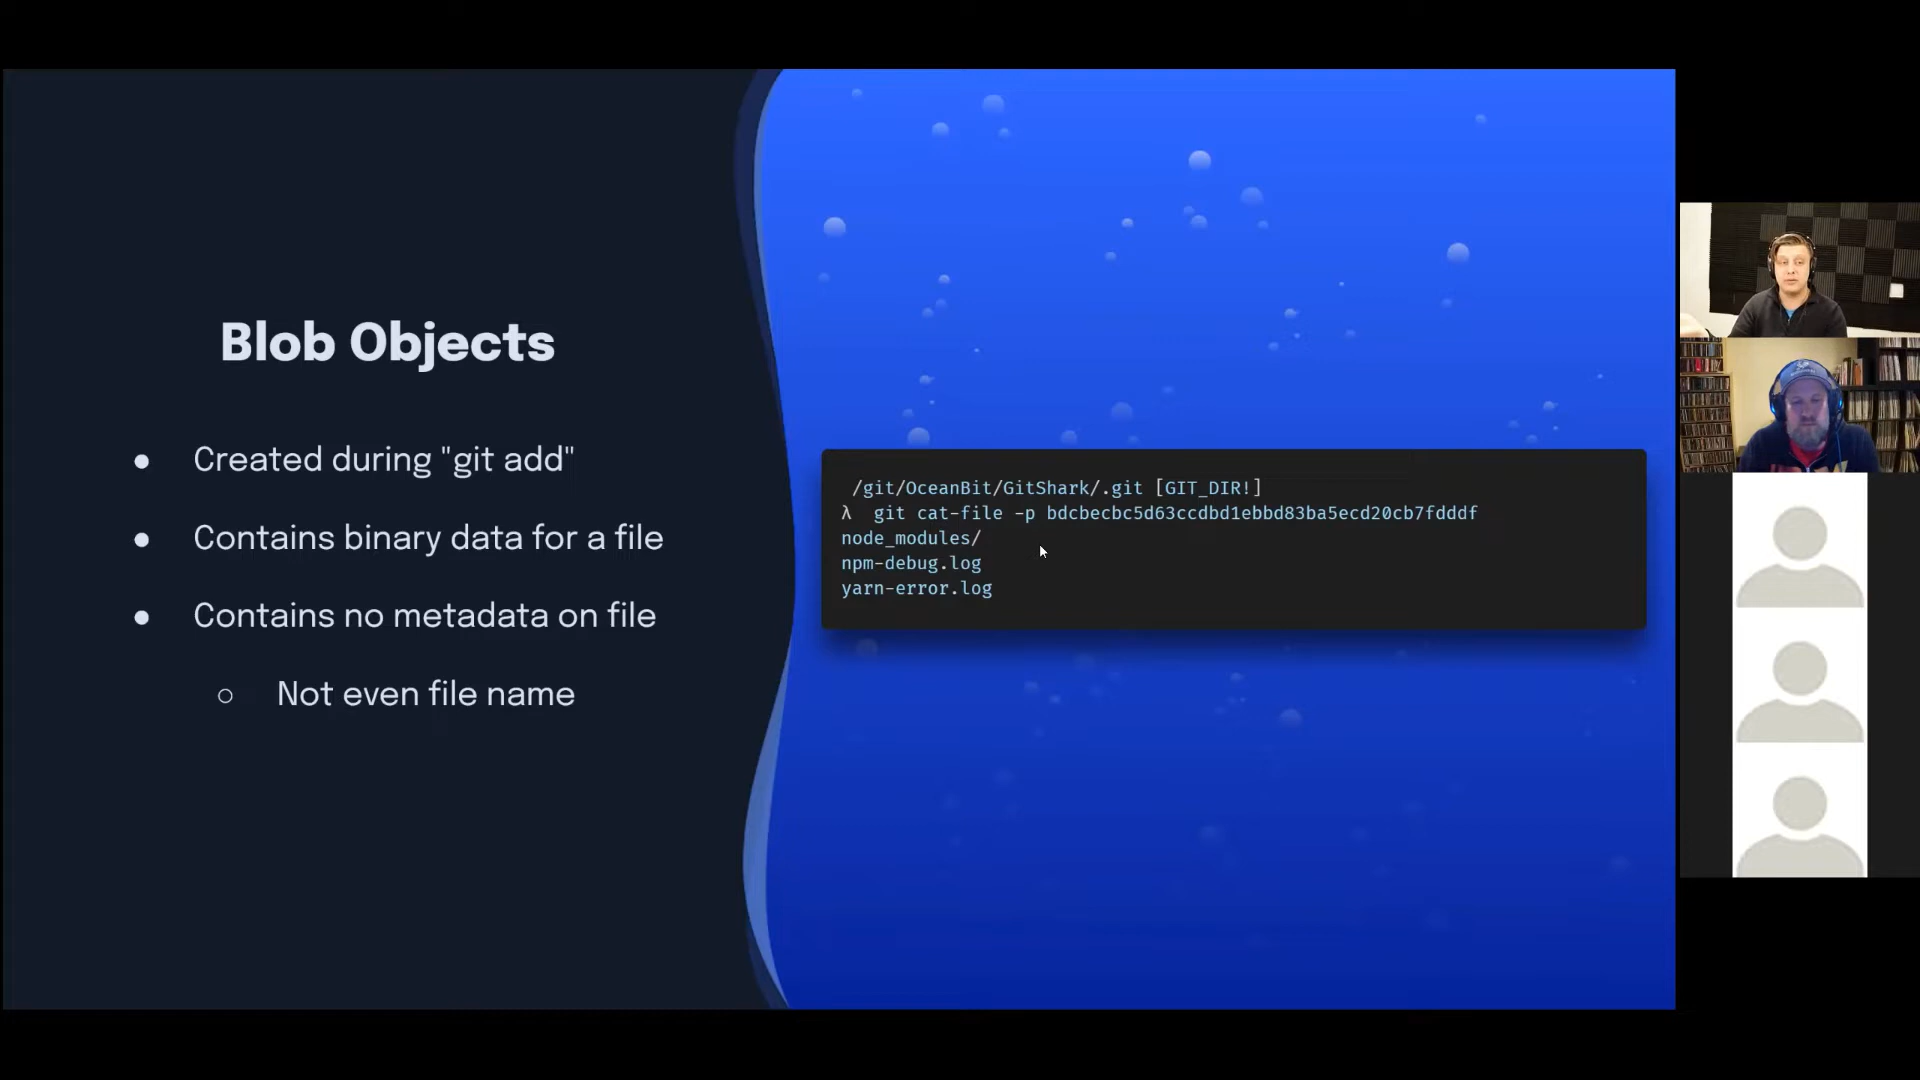 Blob Objects
● Created during "git add"
● Contains binary data for a file
● Contains no metadata on file
○ Not even file name
/git/OceanBit/GitShark/.git [GIT_DIR!]
λ git cat-file -p bdcbecbc5d63ccdbd1ebbd83ba5ecd20cb7fdddf
node_modules/
npm-debug.log
yarn-error.log